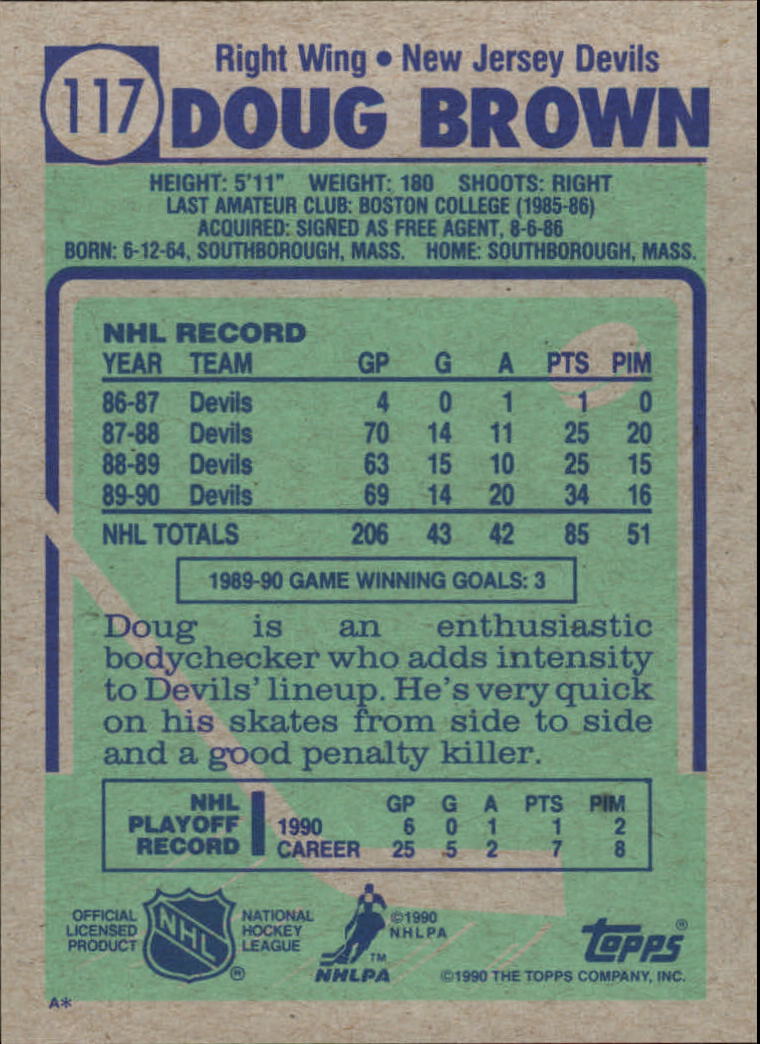 117
Right Wing • New Jersey Devils
DOUG BROWN
HEIGHT: 5'11" WEIGHT: 180 SHOOTS: RIGHT
LAST AMATEUR CLUB: BOSTON COLLEGE (1985-86)
ACQUIRED: SIGNED AS FREE AGENT, 8-6-86
BORN: 6-12-64, SOUTHBOROUGH, MASS. HOME: SOUTHBOROUGH, MASS.
NHL RECORD
YEAR TEAM GP G A PTS PIM
86-87 Devils 4 0 1 1 0
87-88 Devils 70 14 11 25 20
88-89 Devils 63 15 10 25 15
89-90 Devils 69 14 20 34 16
NHL TOTALS 206 43 42 85 51
1989-90 GAME WINNING GOALS: 3
Doug is an enthusiastic
bodychecker who adds intensity
to Devils' lineup. He's very quick
on his skates from side to side
and a good penalty killer.
NHL PLAYOFF RECORD
GP G A PTS PIM
1990 6 0 1 1 2
CAREER 25 5 2 7 8
OFFICIAL
LICENSED
PRODUCT
NHL ®
NATIONAL
HOCKEY
LEAGUE
©1990
NHLPA
TM
NHLPA
topps®
©1990 THE TOPPS COMPANY, INC.
A*